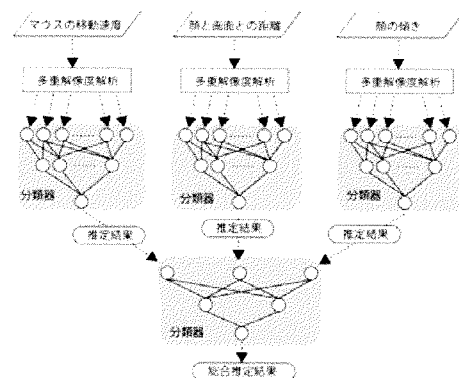 マウスの移動速度
顔と画面との距離
顔の傾き
多重解像度解析
多重解像度解析
多重解像度解析
分類器
分類器
分類器
推定結果
推定結果
推定結果
分類器
総合推定結果